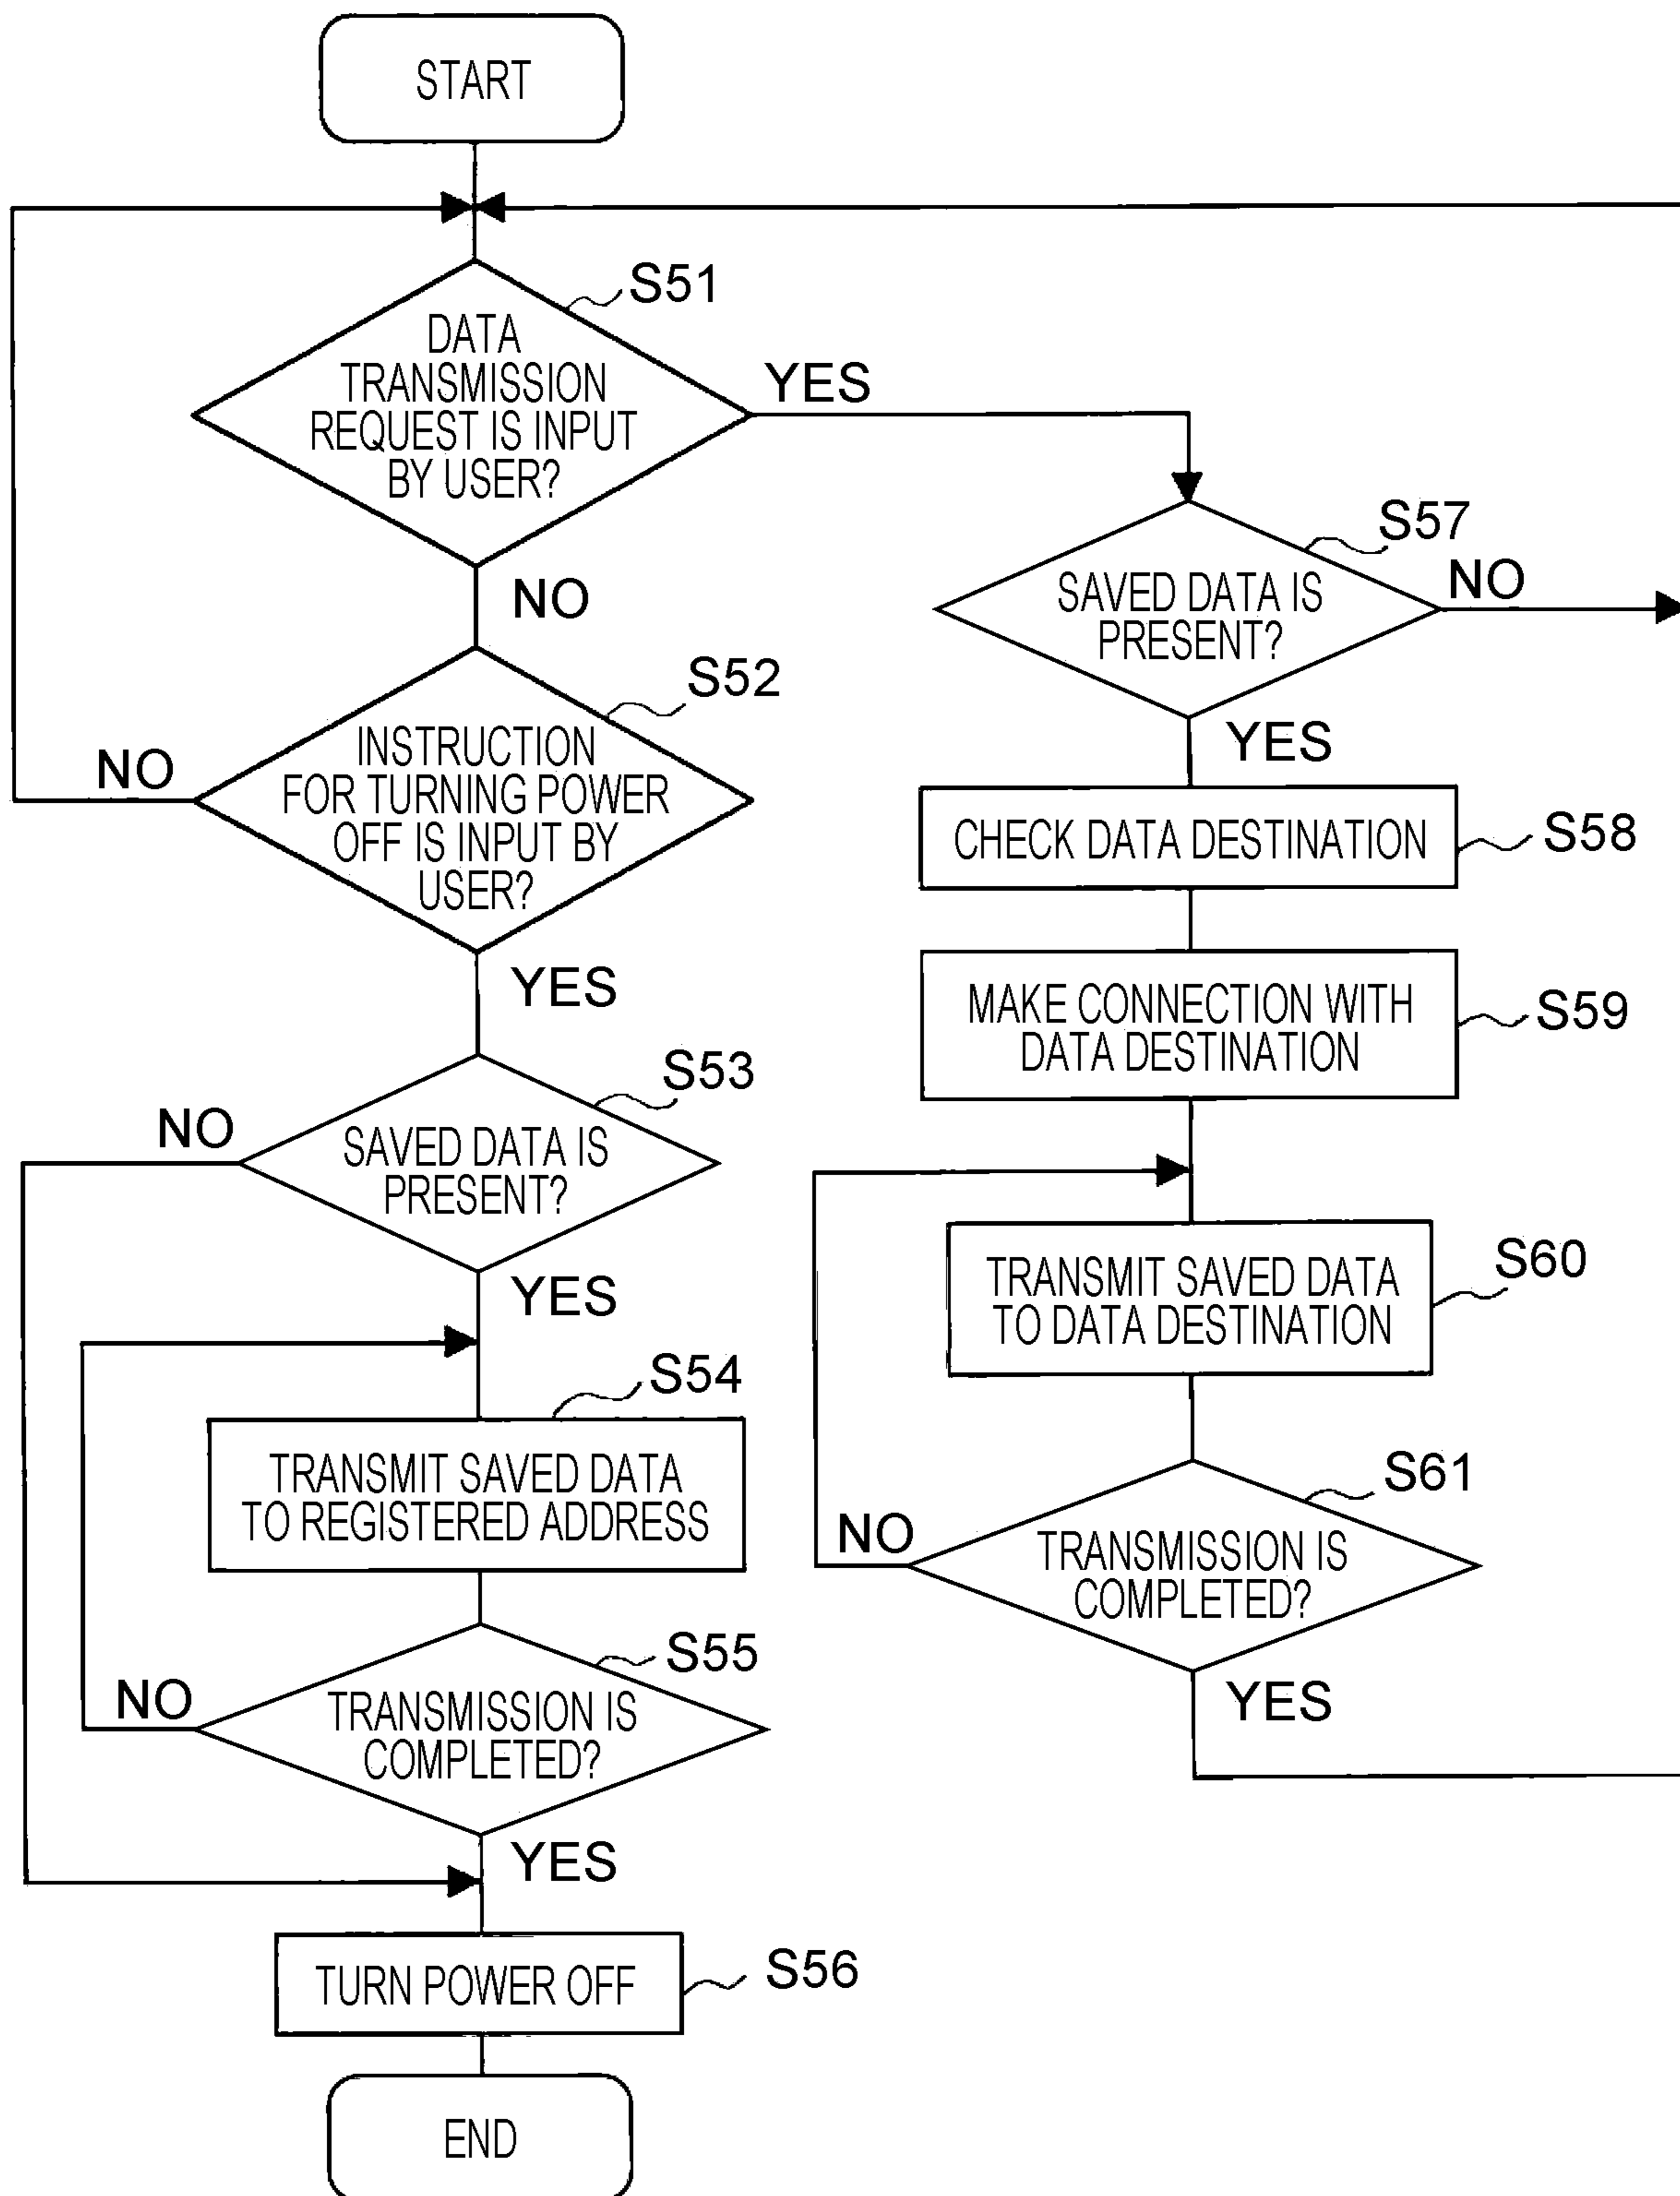 START
S51
DATA
TRANSMISSION
REQUEST IS INPUT
BY USER?
YES
NO
S52
INSTRUCTION
FOR TURNING POWER
OFF IS INPUT BY
USER?
NO
YES
S53
SAVED DATA IS
PRESENT?
NO
YES
S54
TRANSMIT SAVED DATA
TO REGISTERED ADDRESS
S55
TRANSMISSION IS
COMPLETED?
NO
YES
TURN POWER OFF
S56
END
S57
SAVED DATA IS
PRESENT?
NO
YES
CHECK DATA DESTINATION
S58
MAKE CONNECTION WITH
DATA DESTINATION
S59
TRANSMIT SAVED DATA
TO DATA DESTINATION
S60
S61
TRANSMISSION IS
COMPLETED?
NO
YES